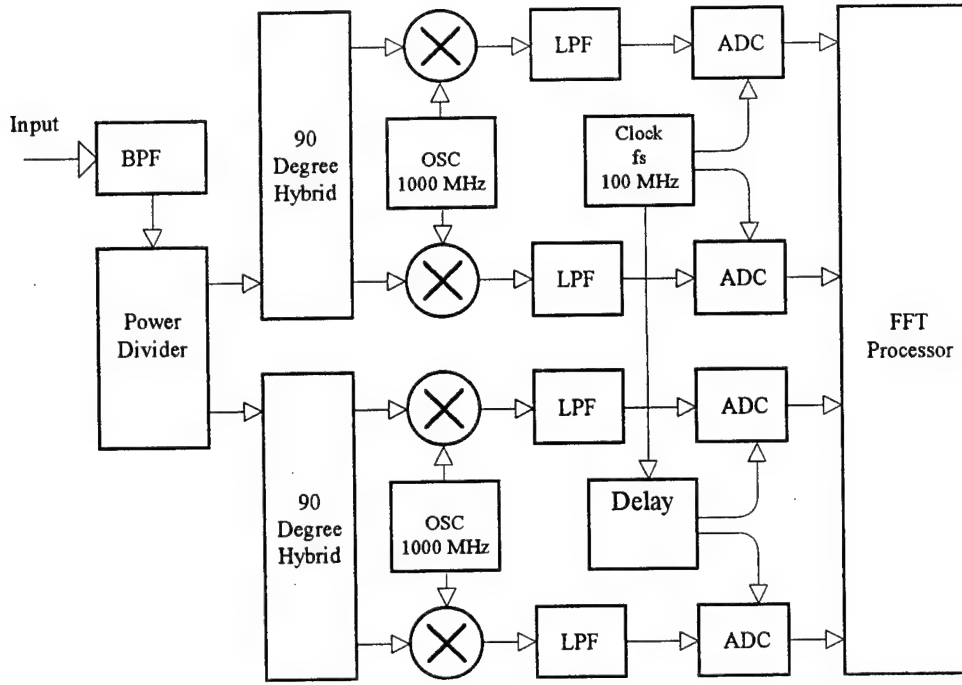 Input
BPF
Power
Divider
90
Degree
Hybrid
OSC
1000 MHz
LPF
ADC
Clock
fs
100 MHz
LPF
ADC
90
Degree
Hybrid
OSC
1000 MHz
LPF
ADC
Delay
LPF
ADC
FFT
Processor